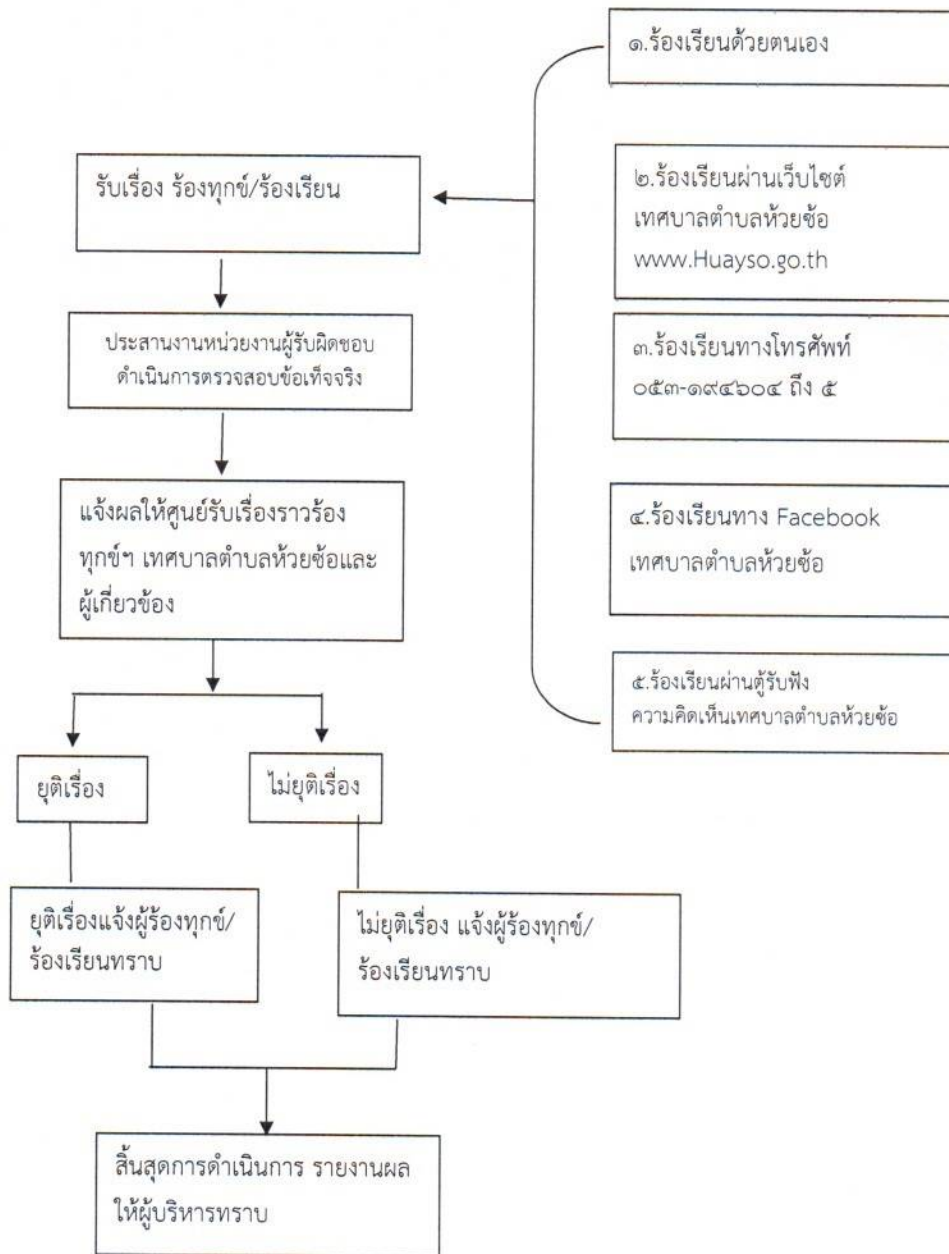 ๑.ร้องเรียนด้วยตนเอง
รับเรื่อง ร้องทุกข์/ร้องเรียน
๒.ร้องเรียนผ่านเว็บไซต์
เทศบาลตำบลห้วยซ้อ
www.Huayso.go.th
ประสานงานหน่วยงานผู้รับผิดชอบ
ดำเนินการตรวจสอบข้อเท็จจริง
๓.ร้องเรียนทางโทรศัพท์
๐๕๓-๑๙๔๖๐๔ ถึง ๕
แจ้งผลให้ศูนย์รับเรื่องราวร้อง
ทุกข์ฯ เทศบาลตำบลห้วยซ้อและ
ผู้เกี่ยวข้อง
๔.ร้องเรียนทาง Facebook
เทศบาลตำบลห้วยซ้อ
๕.ร้องเรียนผ่านตู้รับฟัง
ความคิดเห็นเทศบาลตำบลห้วยซ้อ
ยุติเรื่อง
ไม่ยุติเรื่อง
ยุติเรื่องแจ้งผู้ร้องทุกข์/
ร้องเรียนทราบ
ไม่ยุติเรื่อง แจ้งผู้ร้องทุกข์/
ร้องเรียนทราบ
สิ้นสุดการดำเนินการ รายงานผล
ให้ผู้บริหารทราบ